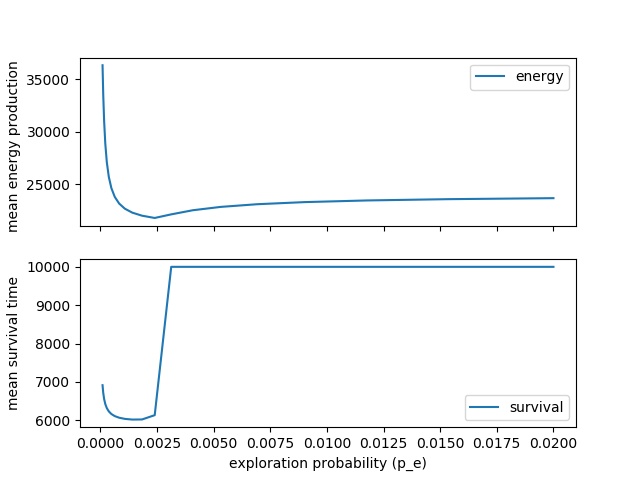 mean energy production
35000
30000
25000
energy
mean survival time
10000
9000
8000
7000
6000
survival
0.0000 0.0025 0.0050 0.0075 0.0100 0.0125 0.0150 0.0175 0.0200
exploration probability (p_e)